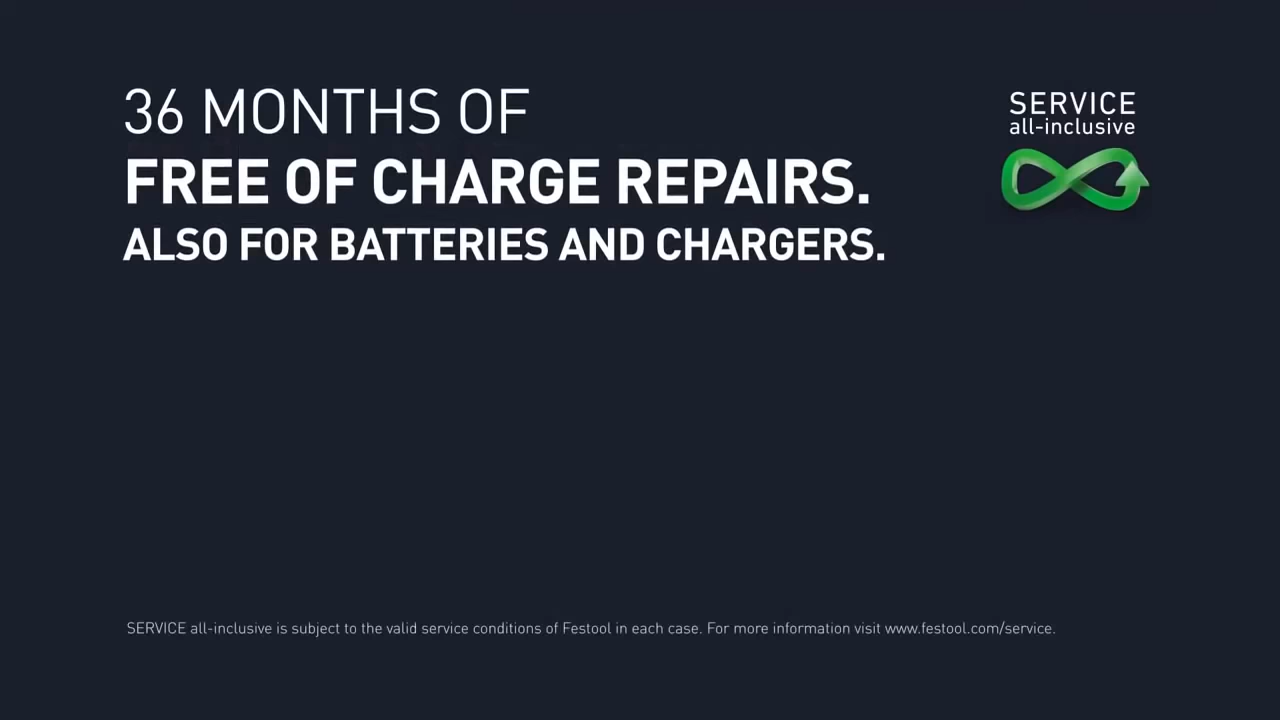 36 MONTHS OF
FREE OF CHARGE REPAIRS.
ALSO FOR BATTERIES AND CHARGERS.
SERVICE
all-inclusive
SERVICE all-inclusive is subject to the valid service conditions of Festool in each case. For more information visit www.festool.com/service.